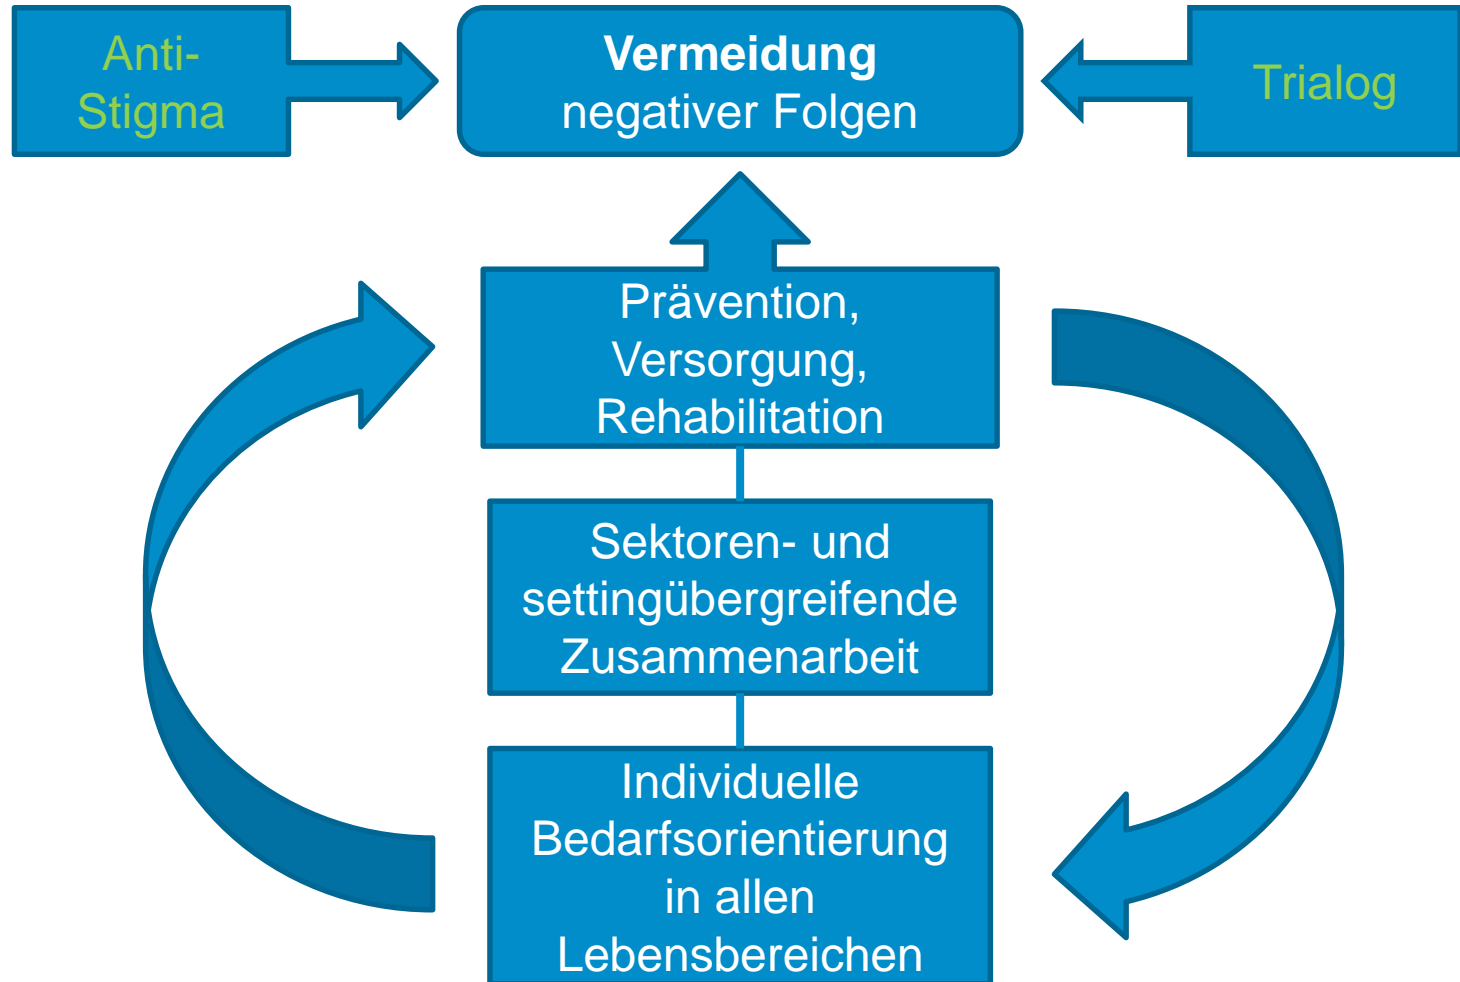 Anti-
Stigma
Vermeidung
negativer Folgen
Trialog
Prävention,
Versorgung,
Rehabilitation
Sektoren- und
settingübergreifende
Zusammenarbeit
Individuelle
Bedarfsorientierung
in allen
Lebensbereichen